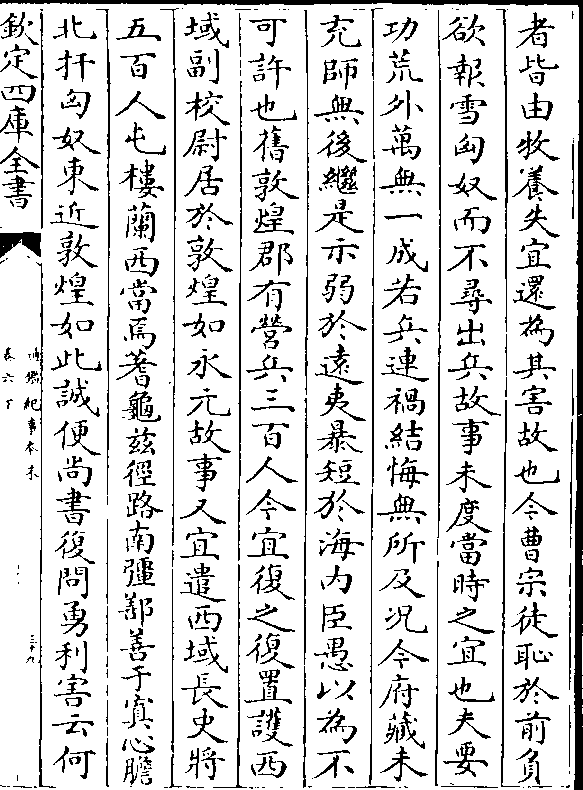 者皆由牧養失宜還為其害故也今曹宗徒恥於前負
欲報雪匈奴而不尋出兵故事未度當時之宜也夫要
功荒外萬無一成若兵連禍結悔無所及况今府藏未
充師無後繼是示弱於遠夷暴短於海内臣愚以為不
可許也舊敦煌郡有營兵三百人今宜復之復置護西
域副校尉居於敦煌如永元故事又宜遣西域長史將
五百人屯樓蘭西當焉耆龜兹徑路南彊鄯善于寘心膽
北扞匈奴東近敦煌如此誠便尚書復問勇利害云何
欽定四庫全書
通鑑紀事本末
卷六下
三十九